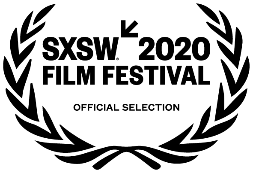 SXSW® 2020
FILM FESTIVAL
OFFICIAL SELECTION